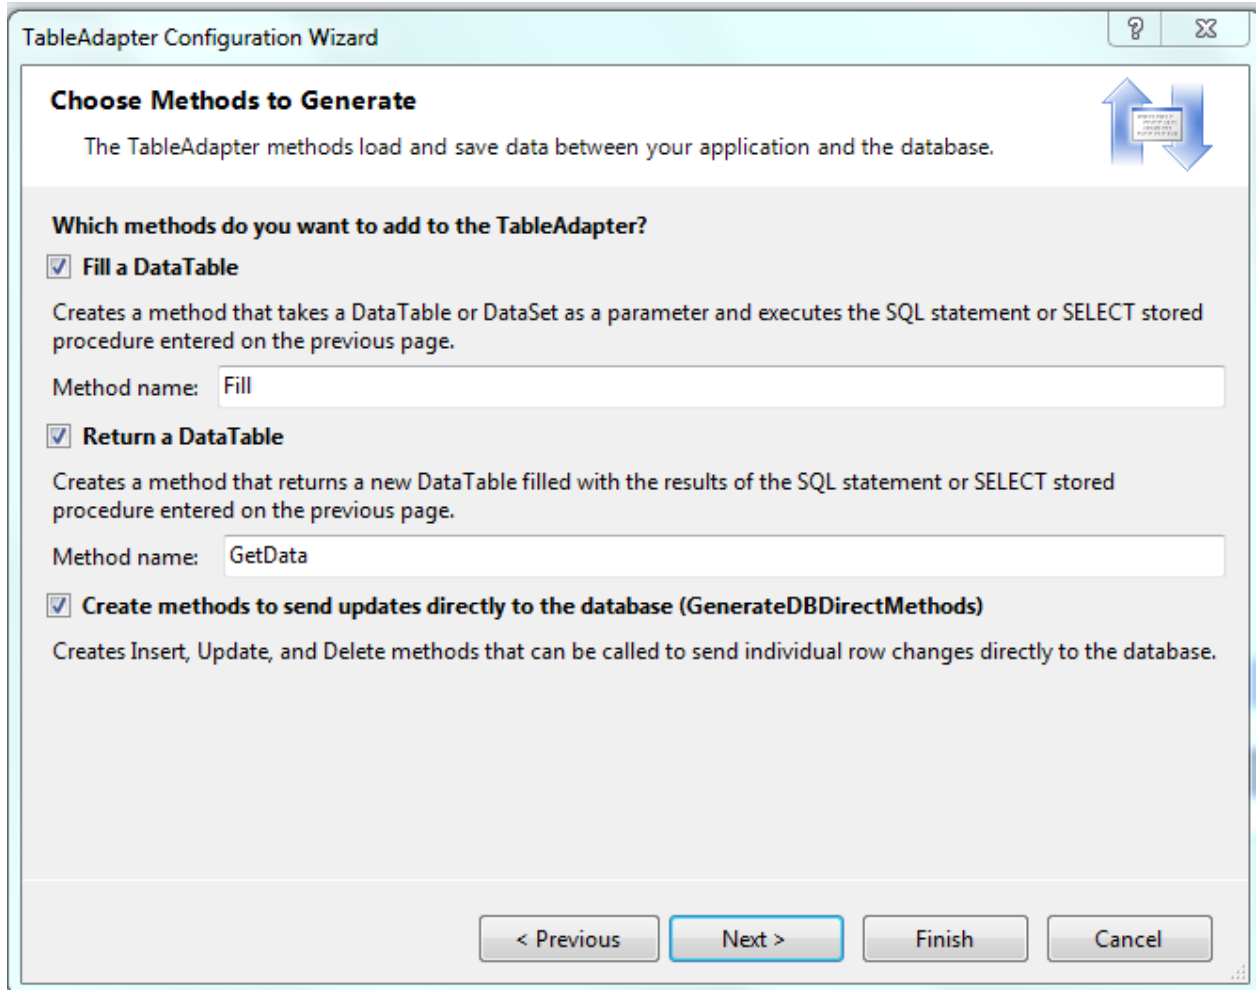 TableAdapter Configuration Wizard
Choose Methods to Generate
The TableAdapter methods load and save data between your application and the database.
Which methods do you want to add to the TableAdapter?
Fill a DataTable
Creates a method that takes a DataTable or DataSet as a parameter and executes the SQL statement or SELECT stored
procedure entered on the previous page.
Method name: Fill
Return a DataTable
Creates a method that returns a new DataTable filled with the results of the SQL statement or SELECT stored
procedure entered on the previous page.
Method name: GetData
Create methods to send updates directly to the database (GenerateDBDirectMethods)
Creates Insert, Update, and Delete methods that can be called to send individual row changes directly to the database.
< Previous Next > Finish Cancel